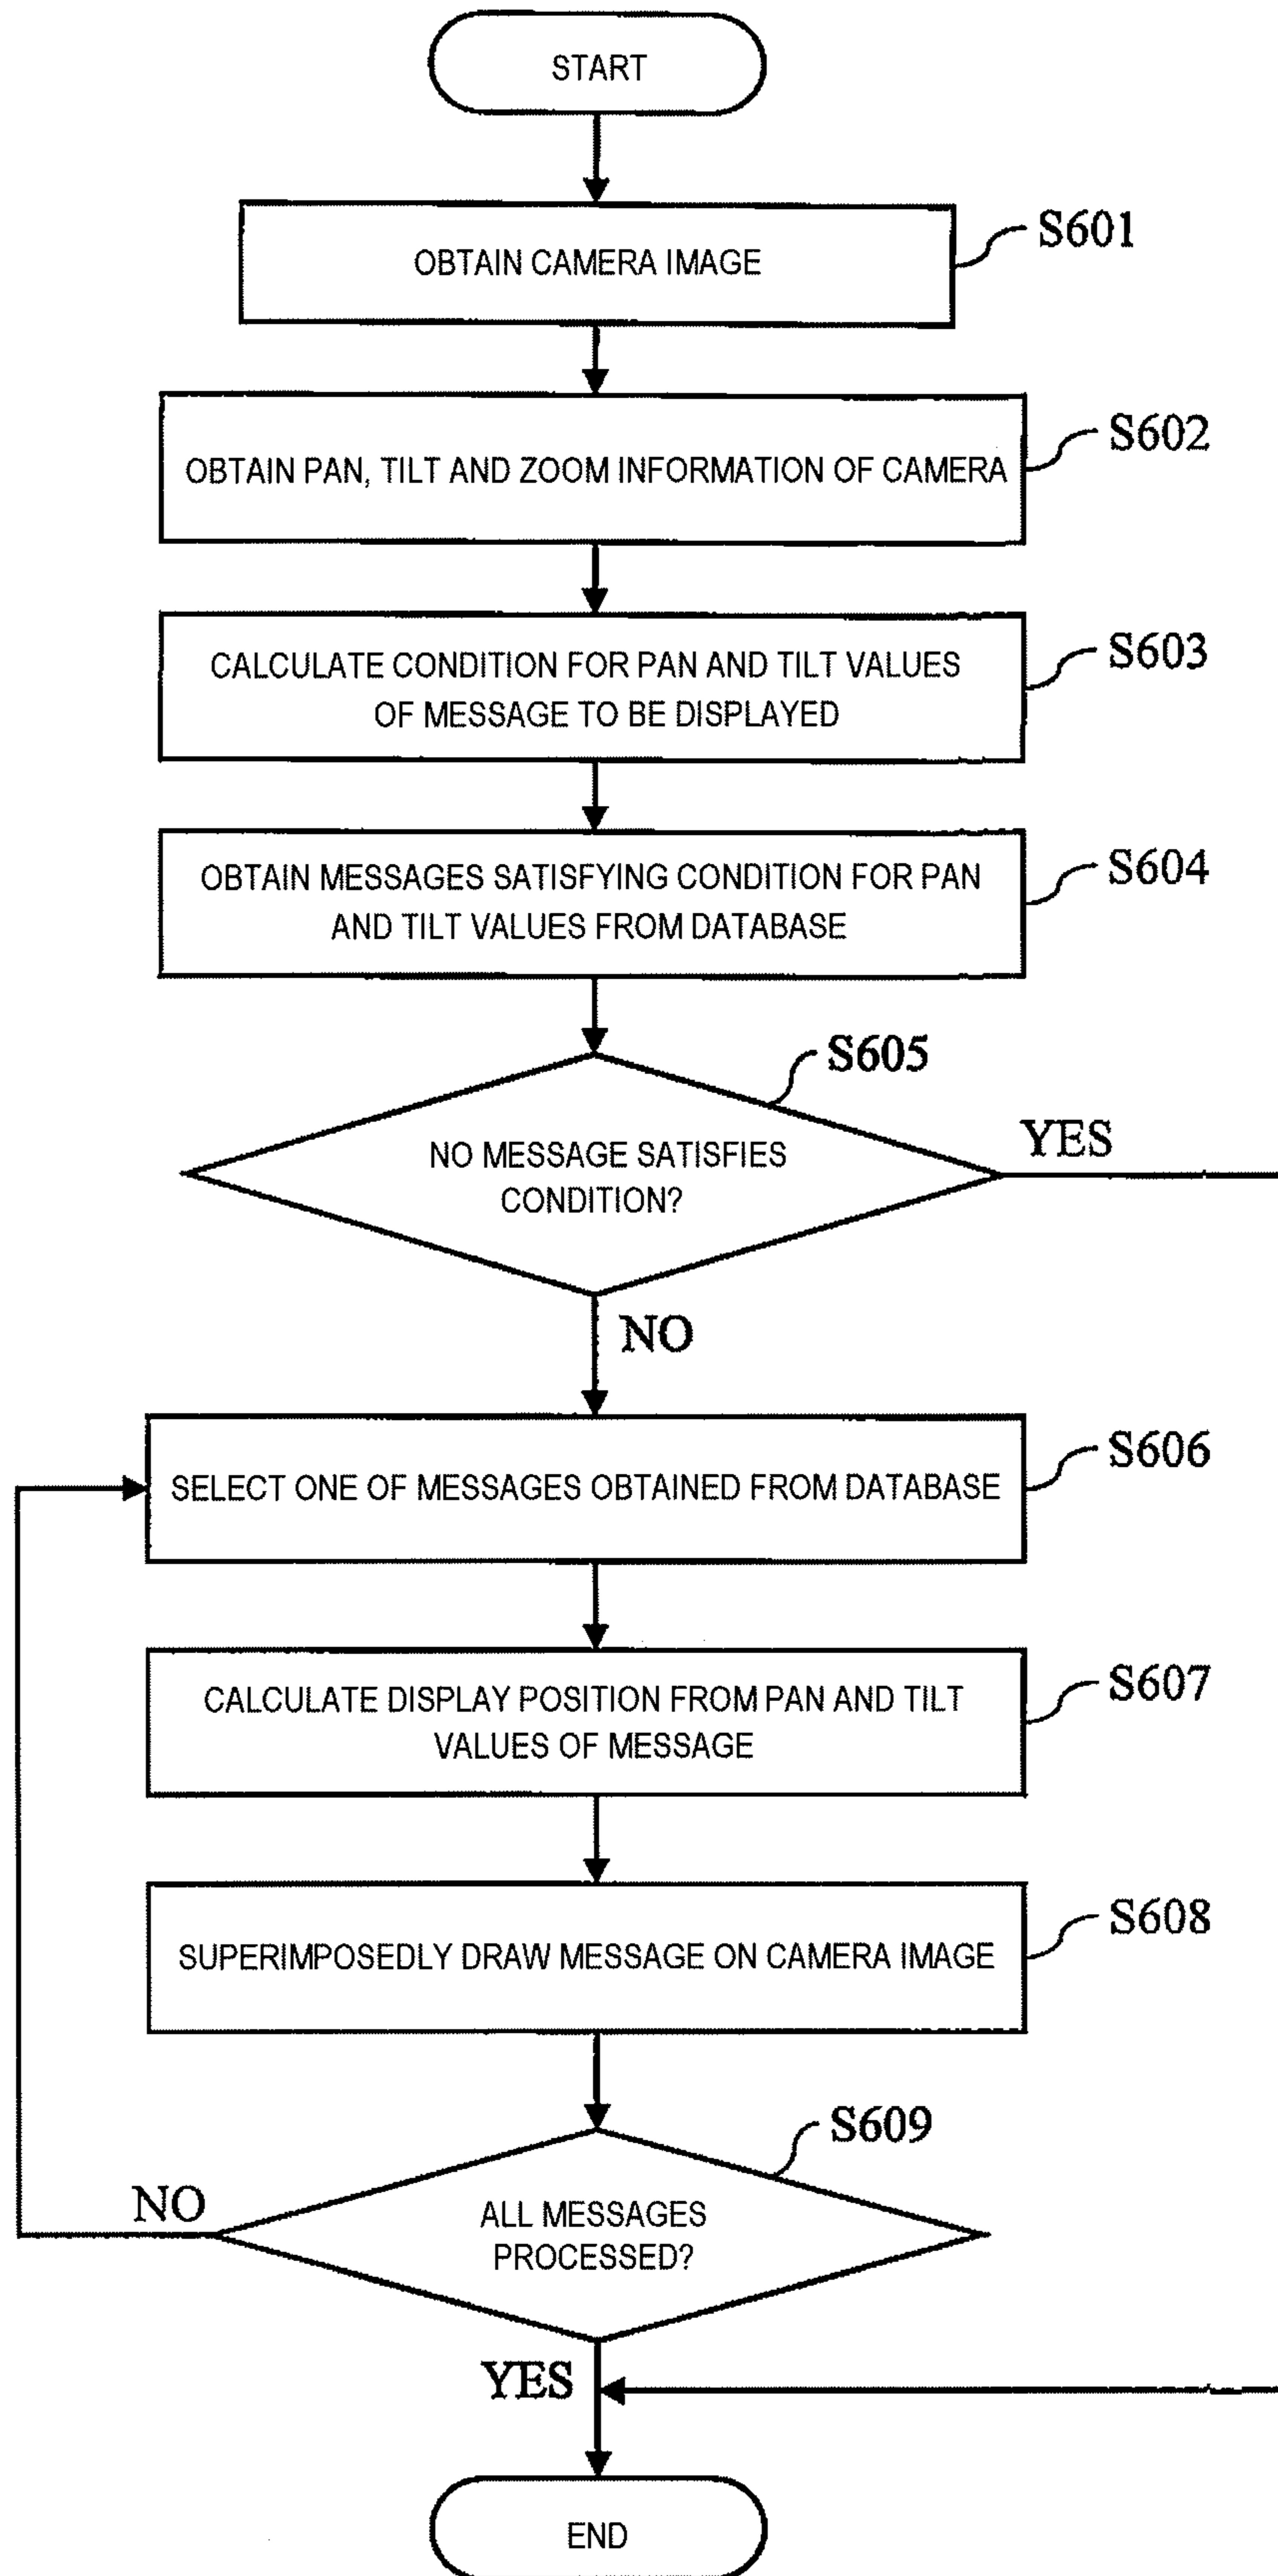 START
OBTAIN CAMERA IMAGE
S601
OBTAIN PAN, TILT AND ZOOM INFORMATION OF CAMERA
S602
CALCULATE CONDITION FOR PAN AND TILT VALUES
OF MESSAGE TO BE DISPLAYED
S603
OBTAIN MESSAGES SATISFYING CONDITION FOR PAN
AND TILT VALUES FROM DATABASE
S604
S605
NO MESSAGE SATISFIES
CONDITION?
YES
NO
SELECT ONE OF MESSAGES OBTAINED FROM DATABASE
S606
CALCULATE DISPLAY POSITION FROM PAN AND TILT
VALUES OF MESSAGE
S607
SUPERIMPOSEDLY DRAW MESSAGE ON CAMERA IMAGE
S608
S609
ALL MESSAGES
PROCESSED?
NO
YES
END